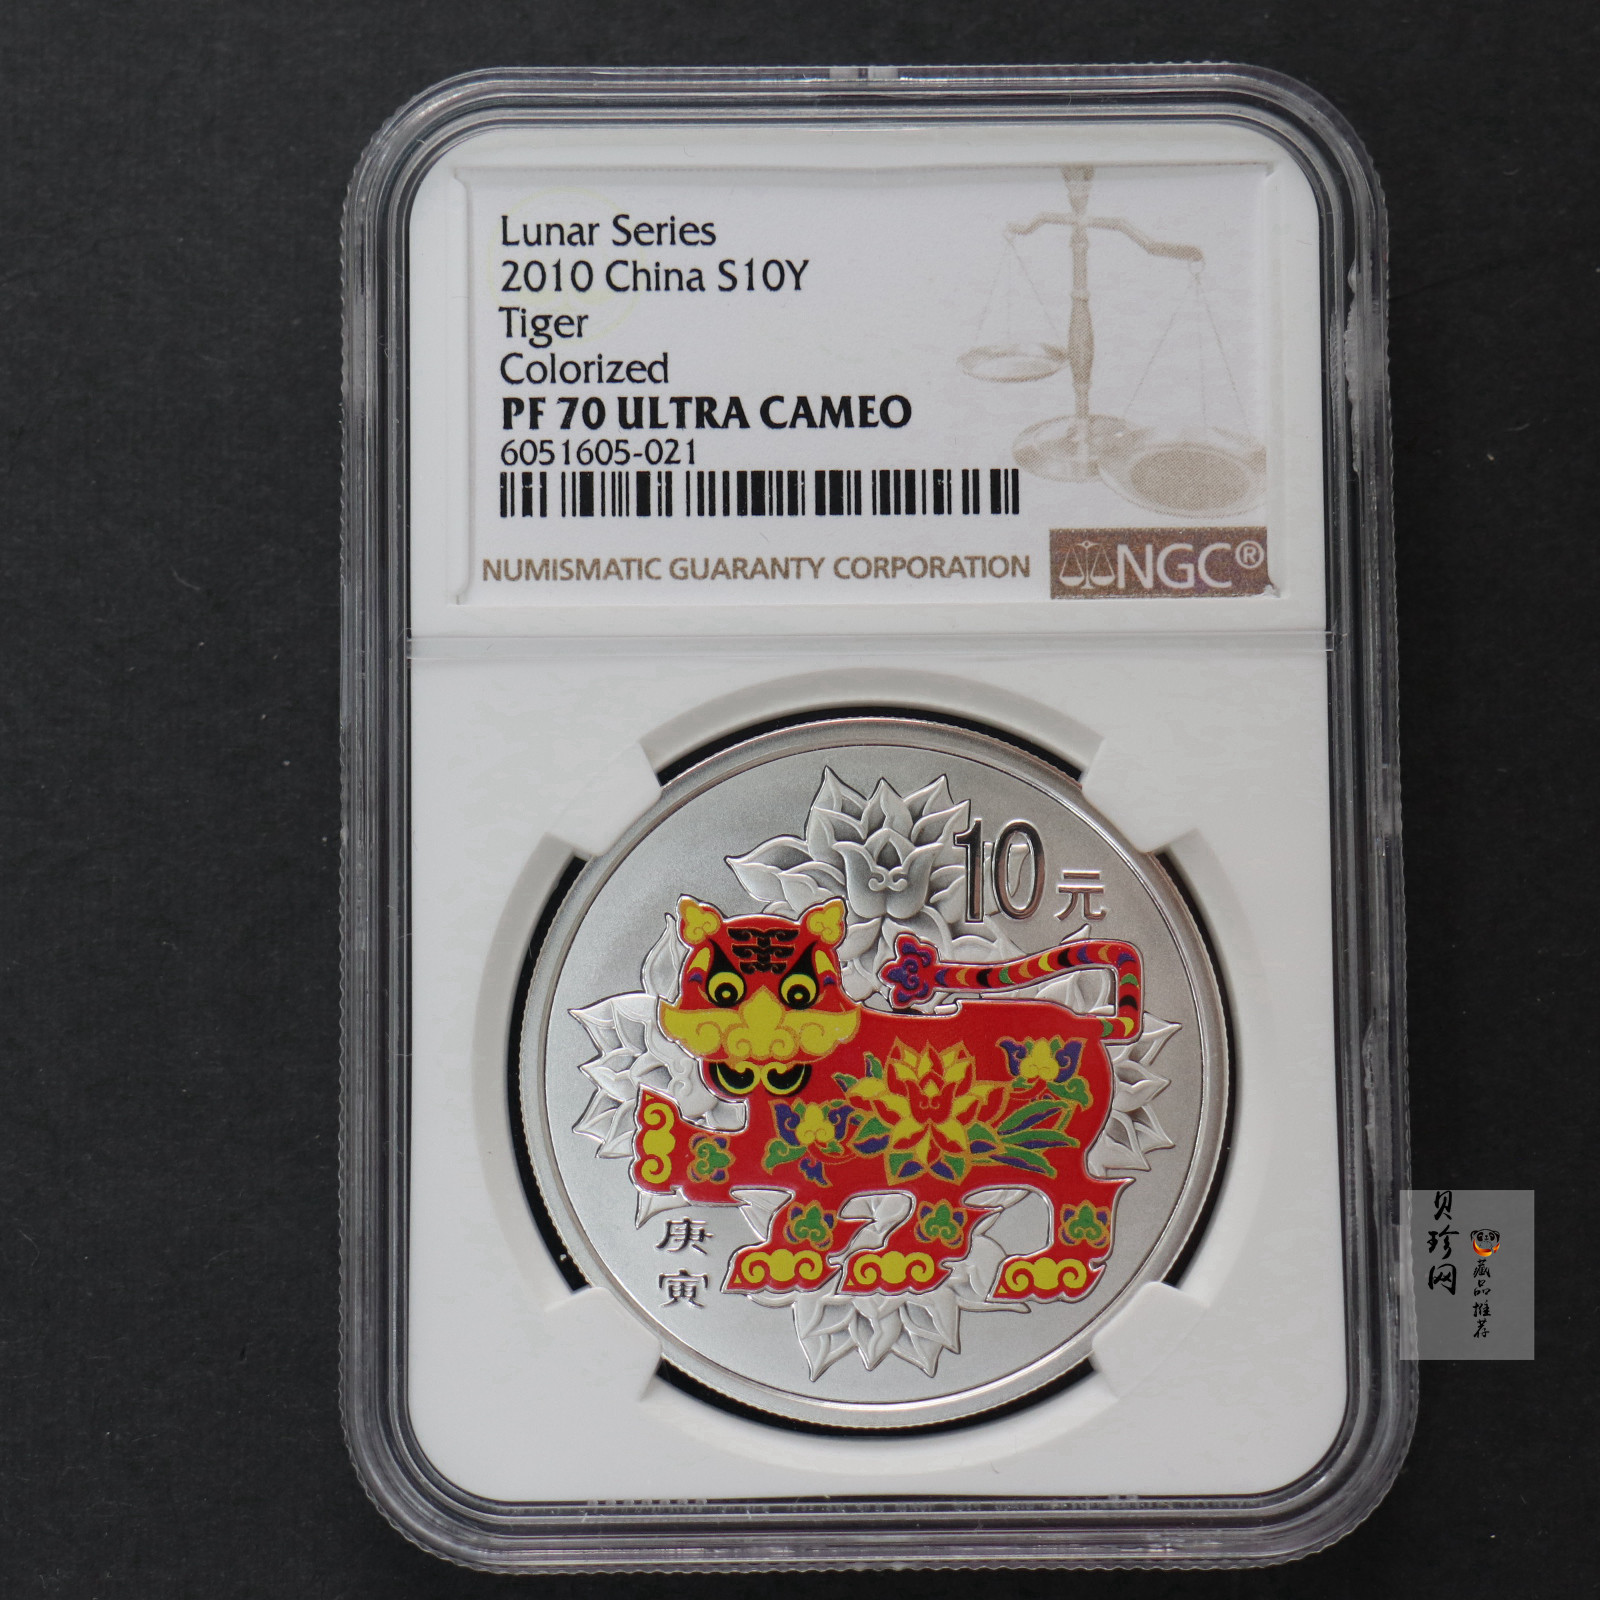 Lunar Series
2010 China S10Y
Tiger
Colorized
PF 70 ULTRA CAMEO
6051605-021
NUMISMATIC GUARANTY CORPORATION
NGC®
10元
庚
寅
贝珍网
藏品推荐